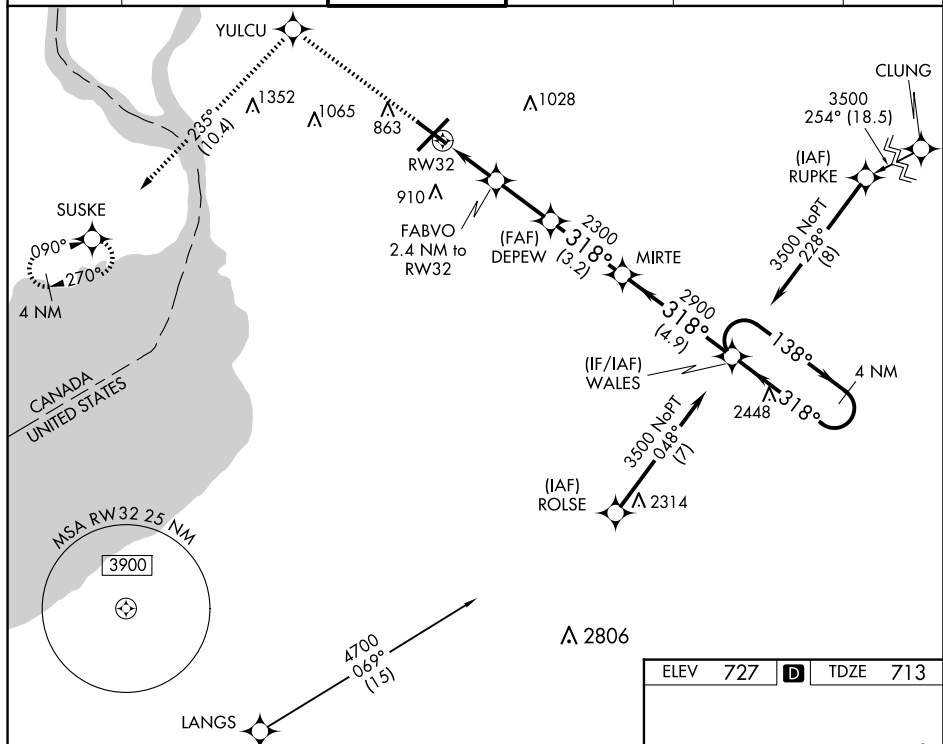 YULCU
1352
1065
863
1028
CLUNG
3500
254° (18.5)
(IAF)
RUPKE
235°
(10.4)
RW32
910
SUSKE
090°
270°
4 NM
FABVO
2.4 NM to
RW32
(FAF)
DEPEW
2300
318°
(3.2)
MIRTE
3500 NoPT
228°
(8)
2900
318°
(4.9)
138°
4 NM
(IF/IAF)
WALES
2448
318°
CANADA
UNITED STATES
3500 NoPT
048°
(7)
(IAF)
ROLSE
2314
MSA RW32 25 NM
3900
2806
4700
069°
(15)
LANGS
ELEV 727 D TDZE 713